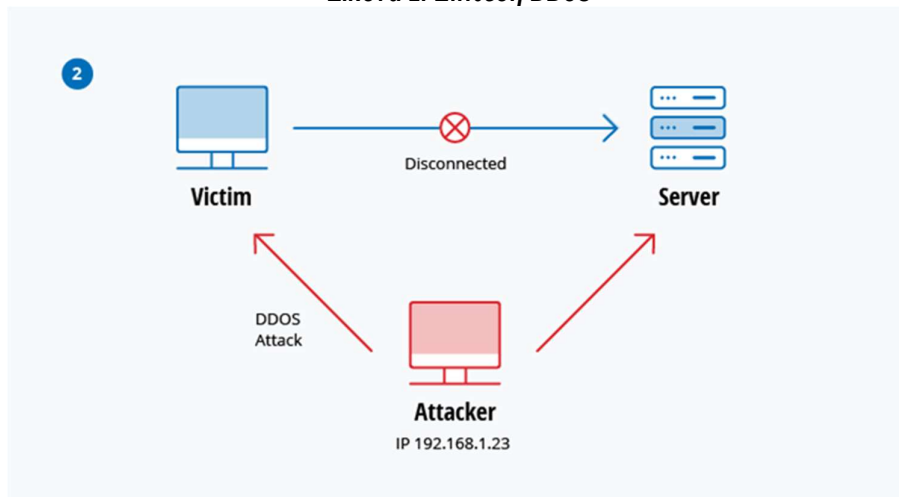 2
Disconnected
Victim
Server
DDOS
Attack
Attacker
IP 192.168.1.23